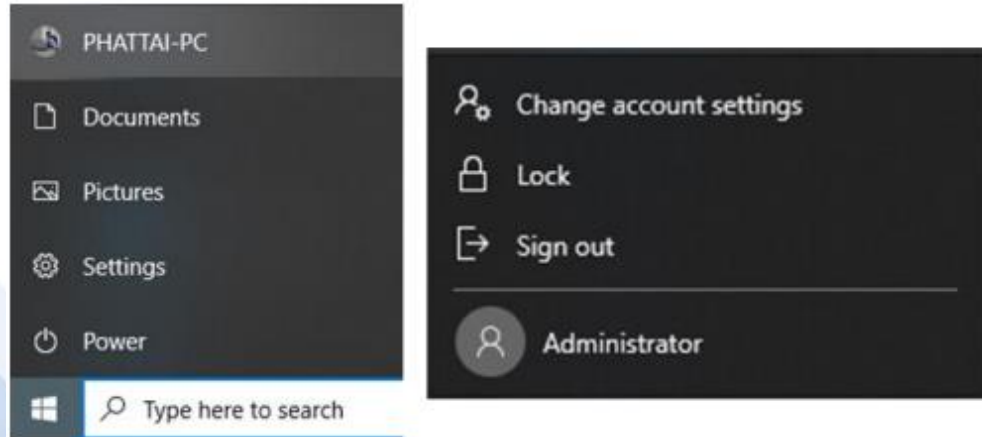 PHATTAI-PC
Documents
Pictures
Settings
Power
Type here to search
Change account settings
Lock
Sign out
Administrator